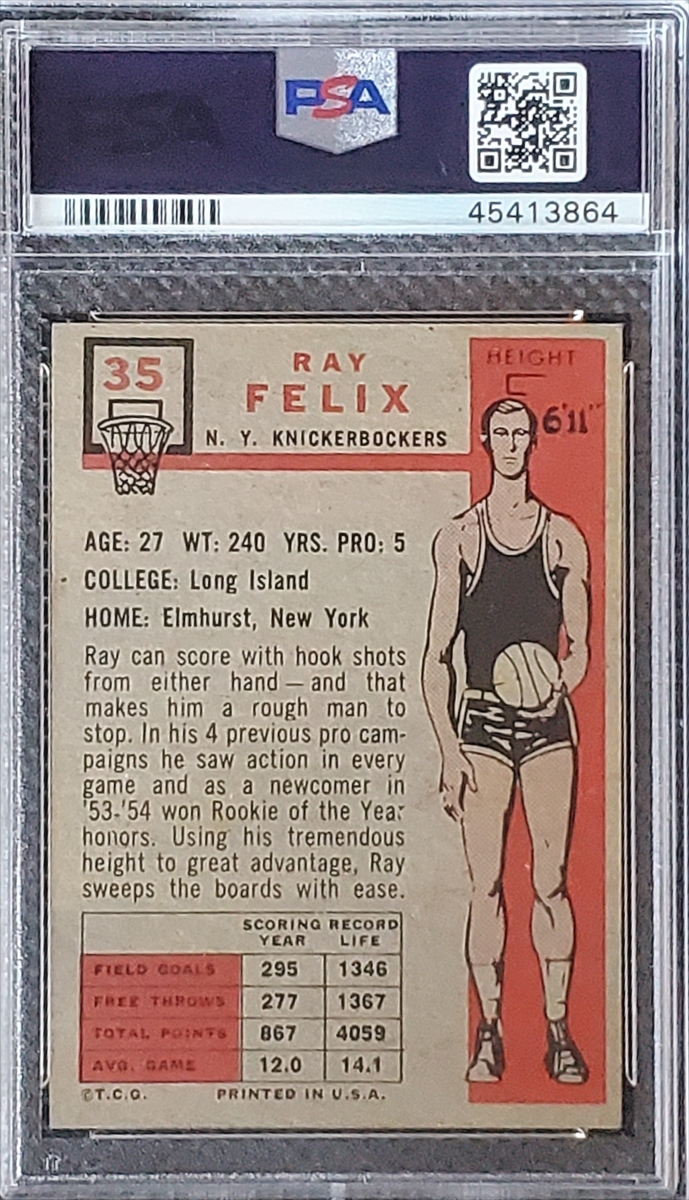 PSA
45413864
35
RAY
FELIX
N. Y. KNICKERBOCKERS
HEIGHT
6'11"
AGE: 27 WT: 240 YRS. PRO: 5
COLLEGE: Long Island
HOME: Elmhurst, New York
Ray can score with hook shots
from either hand — and that
makes him a rough man to
stop. In his 4 previous pro cam-
paigns he saw action in every
game and as a newcomer in
'53-'54 won Rookie of the Year
honors. Using his tremendous
height to great advantage, Ray
sweeps the boards with ease.
SCORING RECORD
YEAR LIFE
FIELD GOALS 295 1346
FREE THROWS 277 1367
TOTAL POINTS 867 4059
AVG. GAME 12.0 14.1
©T.C.G. PRINTED IN U.S.A.